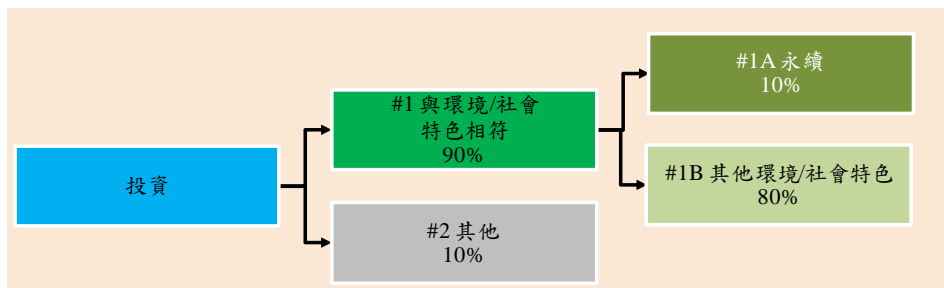 投資
#1 與環境/社會
特色相符
90%
#2 其他
10%
#1A 永續
10%
#1B 其他環境/社會特色
80%